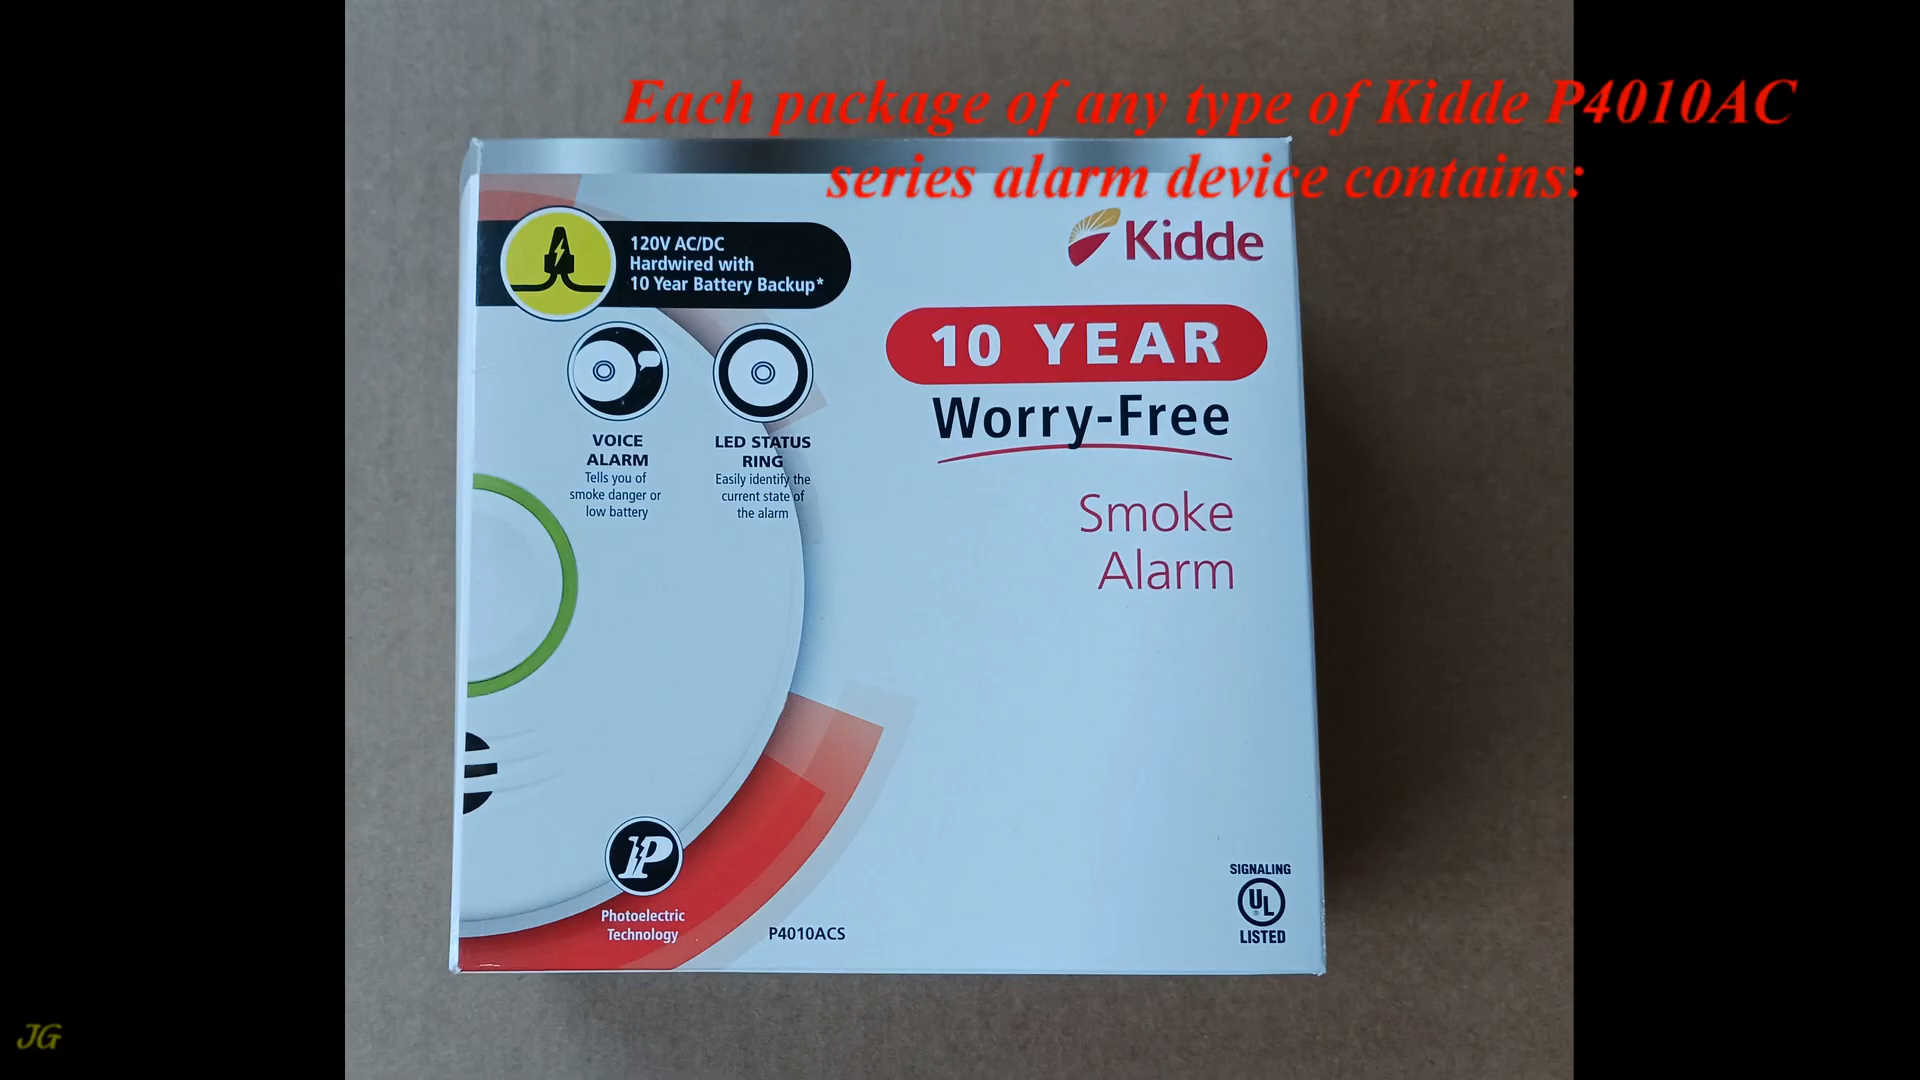 Each package of any type of Kidde P4010AC
series alarm device contains:
120V AC/DC
Hardwired with
10 Year Battery Backup*
Kidde
10 YEAR
Worry-Free
Smoke
Alarm
VOICE
ALARM
Tells you of
smoke danger or
low battery
LED STATUS
RING
Easily identify the
current state of
the alarm
P
Photoelectric
Technology
P4010ACS
SIGNALING
UL
®
LISTED
JG